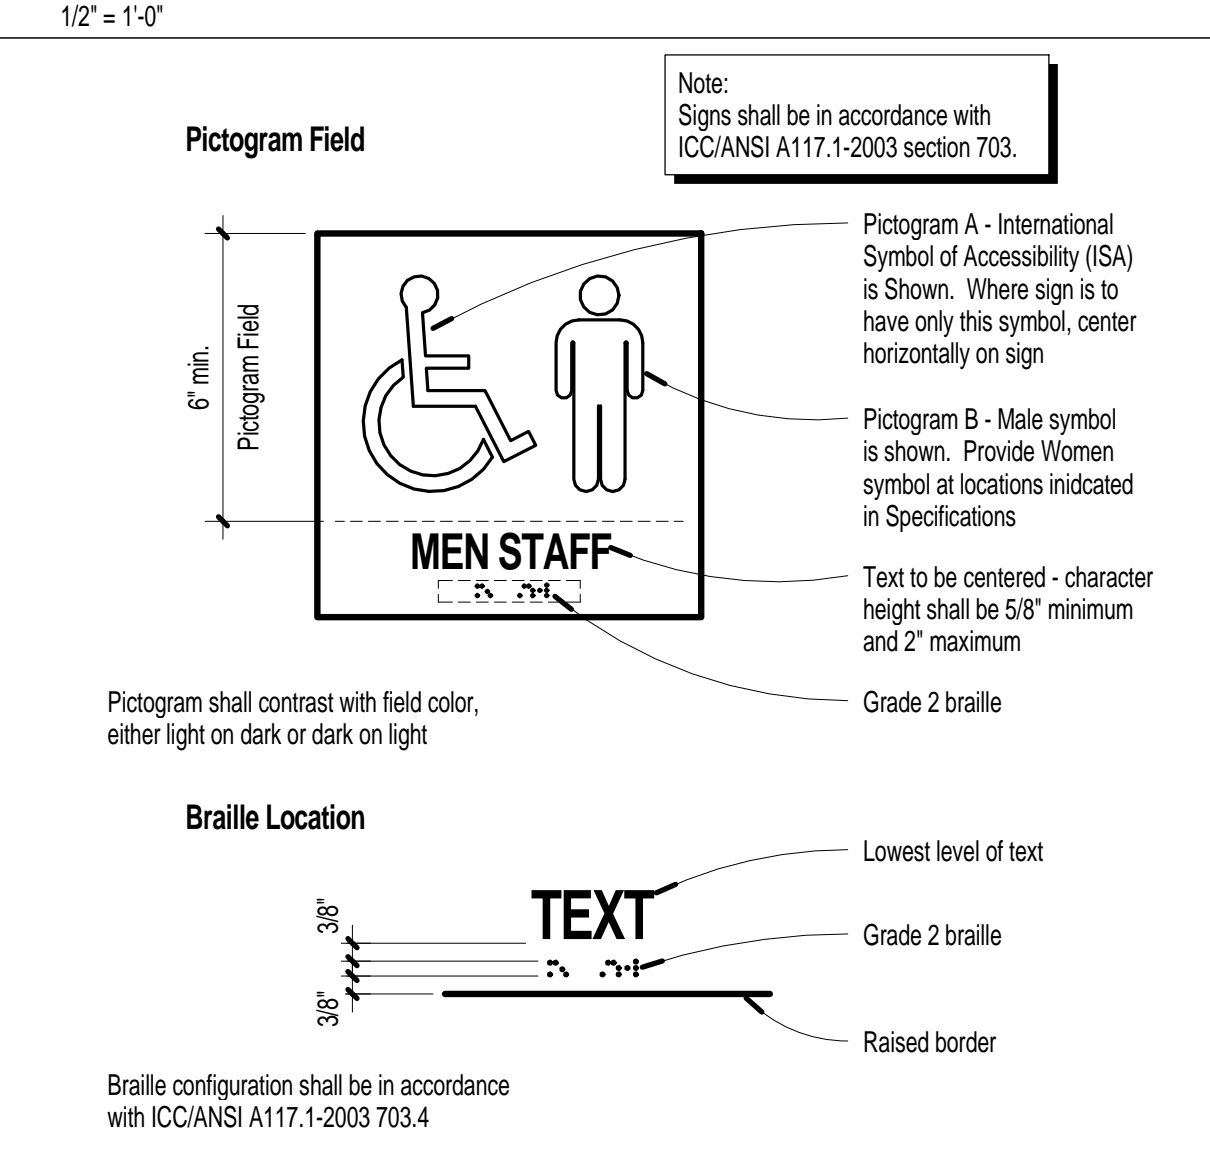 1/2" = 1'-0"
Note:
Signs shall be in accordance with
ICC/ANSI A117.1-2003 section 703.
Pictogram Field
6" min.
Pictogram Field
Pictogram A - International
Symbol of Accessibility (ISA)
is Shown.  Where sign is to
have only this symbol, center
horizontally on sign
Pictogram B - Male symbol
is shown.  Provide Women
symbol at locations inidcated
in Specifications
MEN STAFF
Text to be centered - character
height shall be 5/8" minimum
and 2" maximum
Grade 2 braille
Pictogram shall contrast with field color,
either light on dark or dark on light
Braille Location
Lowest level of text
3/8"
TEXT
Grade 2 braille
3/8"
Raised border
Braille configuration shall be in accordance
with ICC/ANSI A117.1-2003 703.4